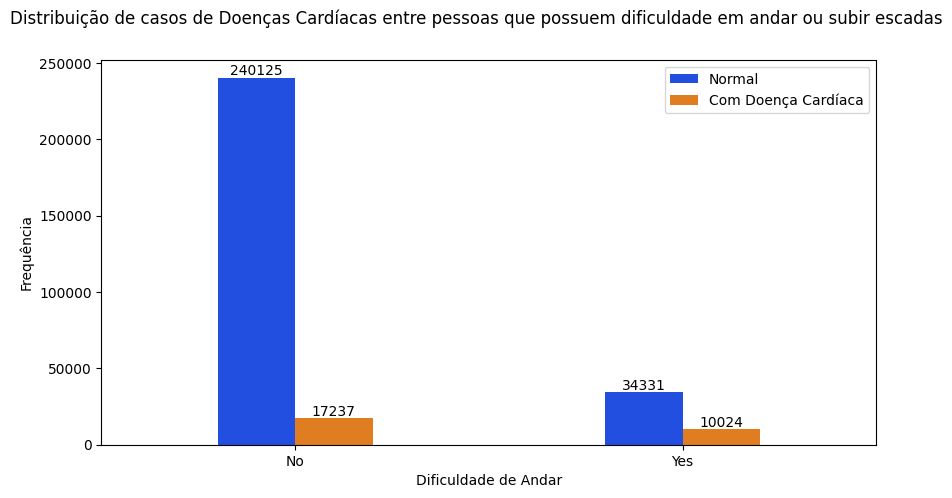 Distribuição de casos de Doenças Cardíacas entre pessoas que possuem dificuldade em andar ou subir escadas
250000
200000
150000
100000
50000
0
Frequência
240125
17237
34331
10024
Normal
Com Doença Cardíaca
No
Yes
Dificuldade de Andar